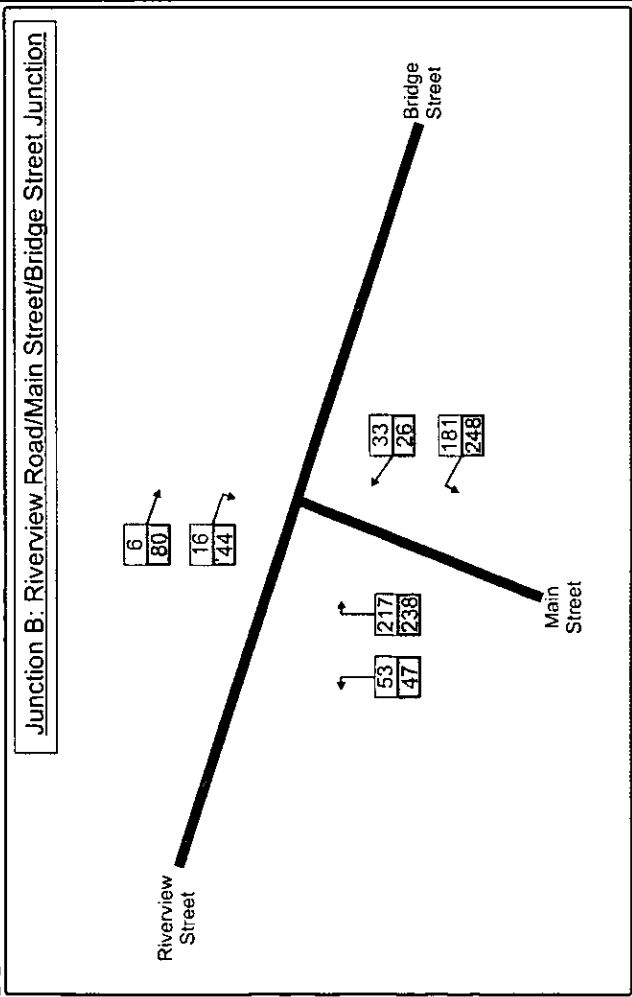 Junction B: Riverview Road/Main Street/Bridge Street Junction
6
80
16
44
Riverview
Street
Bridge
Street
33
26
181
248
217
238
53
47
Main
Street